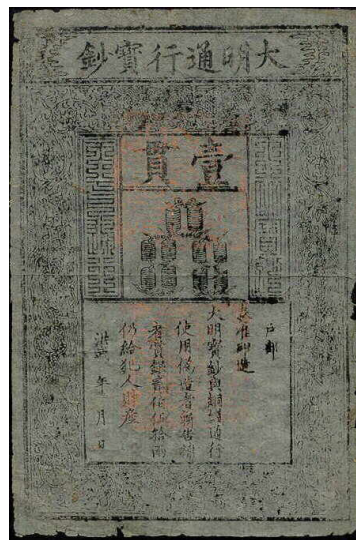 大明通行寶鈔
壹貫
戶部
奏准印造
大明寶鈔與銅錢通行
使用偽造者斬告捕
者賞銀貳佰伍拾兩
仍給犯人財產
洪武 年 月 日